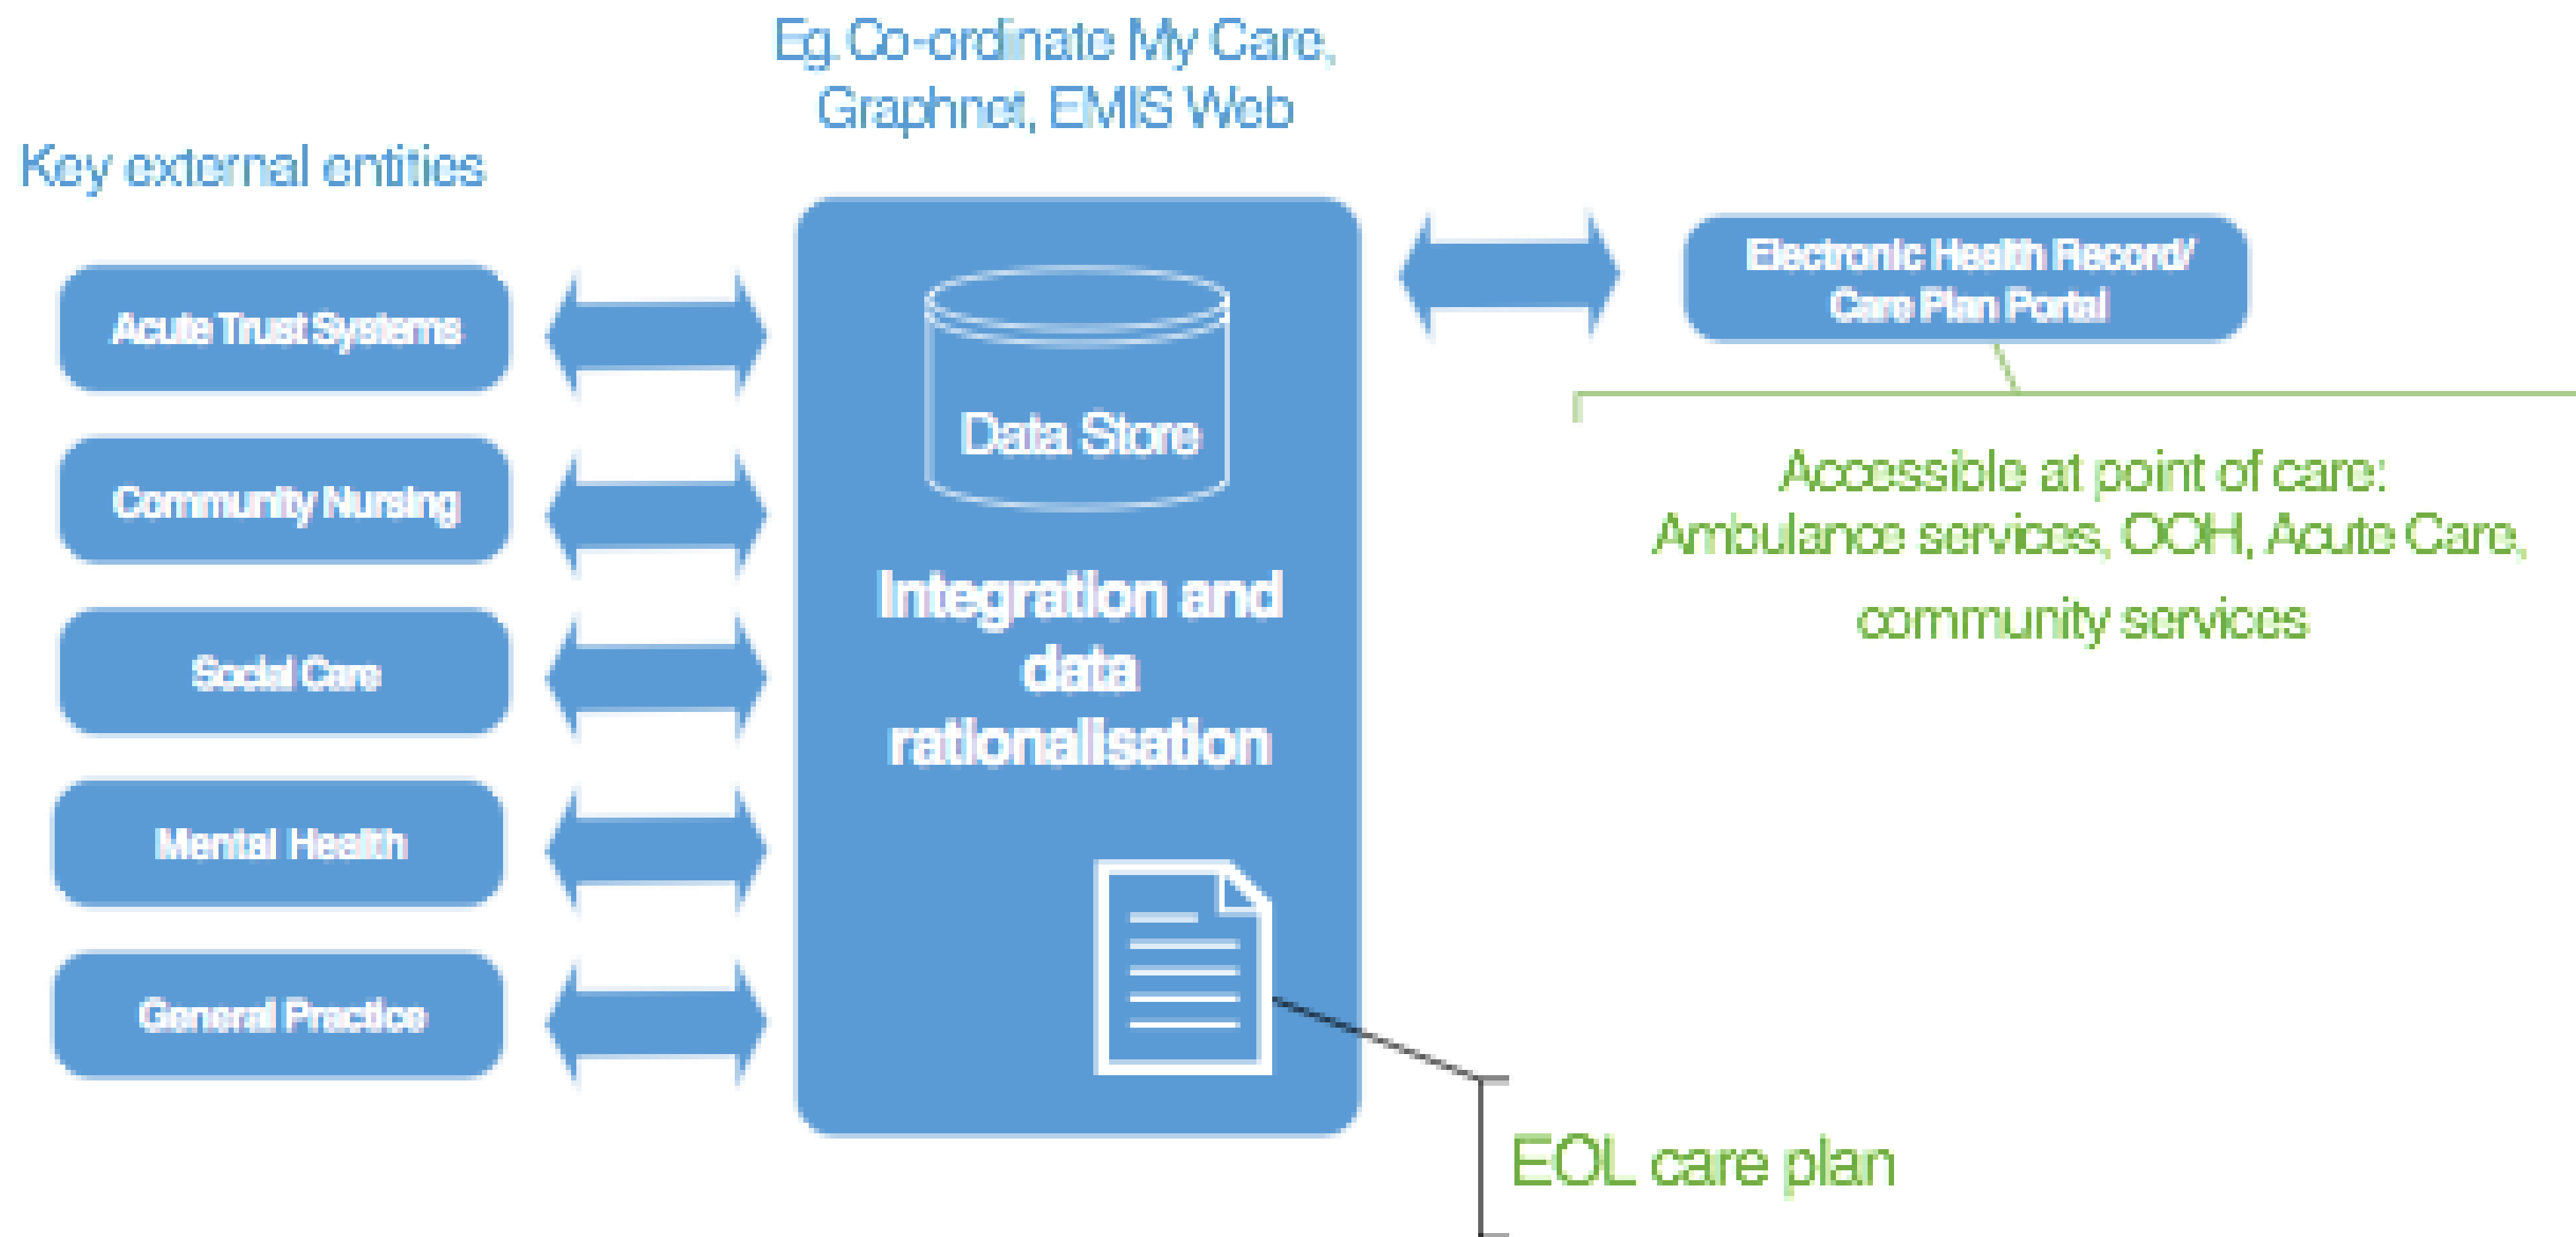 Eg Co-ordinate My Care,
Graphnet, EMIS Web
Key external entities
Acute Trust Systems
Community Nursing
Social Care
Mental Health
General Practice
Data Store
Integration and
data
rationalisation
Electronic Health Record/
Care Plan Portal
Accessible at point of care:
Ambulance services, OOH, Acute Care,
community services
EOL care plan